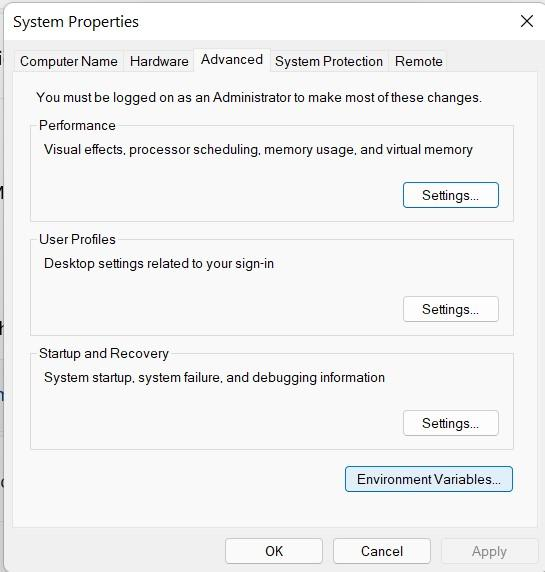 System Properties
Computer Name Hardware Advanced System Protection Remote
You must be logged on as an Administrator to make most of these changes.
Performance
Visual effects, processor scheduling, memory usage, and virtual memory
Settings...
User Profiles
Desktop settings related to your sign-in
Settings...
Startup and Recovery
System startup, system failure, and debugging information
Settings...
Environment Variables...
OK Cancel Apply